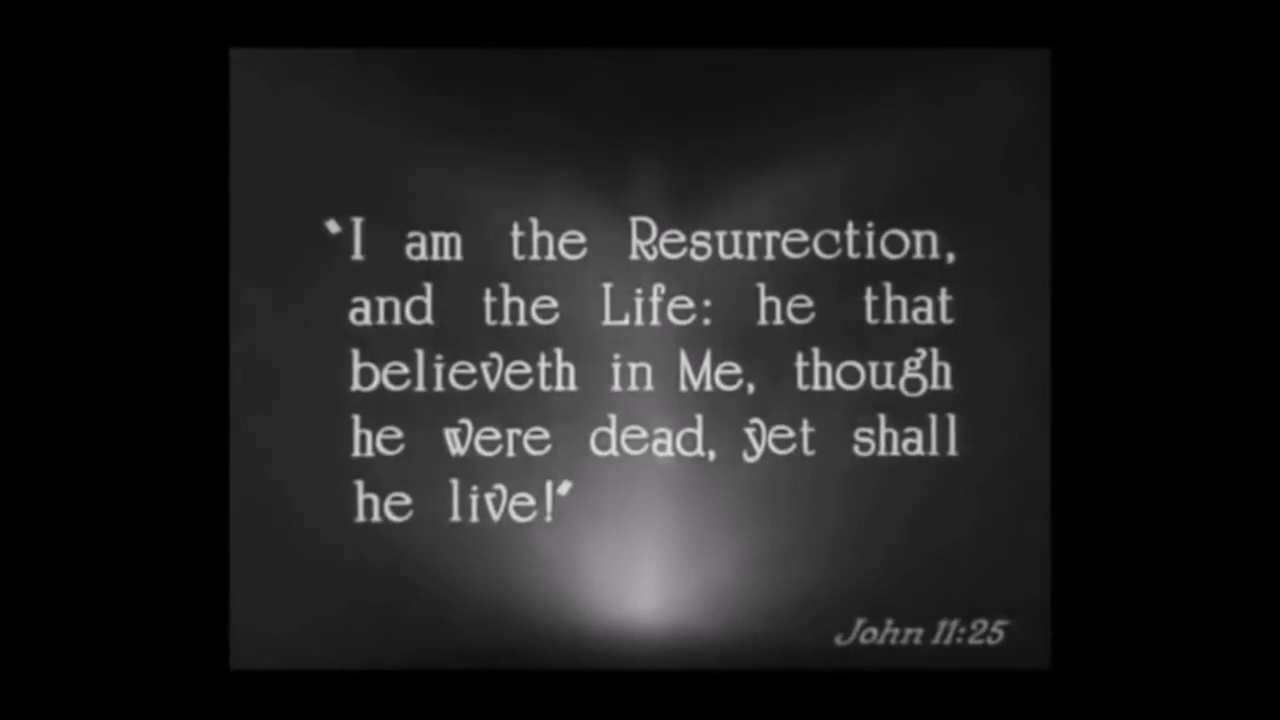 "I am the Resurrection,
and the Life: he that
believeth in Me, though
he were dead, yet shall
he live!"
John 11:25